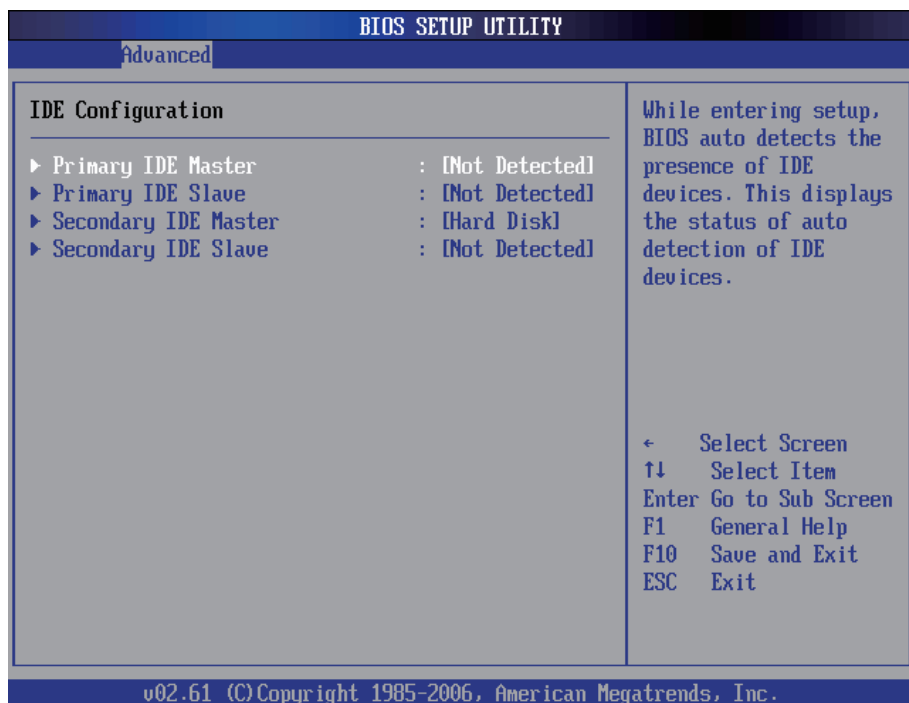 BIOS SETUP UTILITY
Advanced
IDE Configuration
▶ Primary IDE Master : [Not Detected]
▶ Primary IDE Slave : [Not Detected]
▶ Secondary IDE Master : [Hard Disk]
▶ Secondary IDE Slave : [Not Detected]
While entering setup,
BIOS auto detects the
presence of IDE
devices. This displays
the status of auto
detection of IDE
devices.
← Select Screen
↑↓ Select Item
Enter Go to Sub Screen
F1 General Help
F10 Save and Exit
ESC Exit
v02.61 (C)Copyright 1985-2006, American Megatrends, Inc.